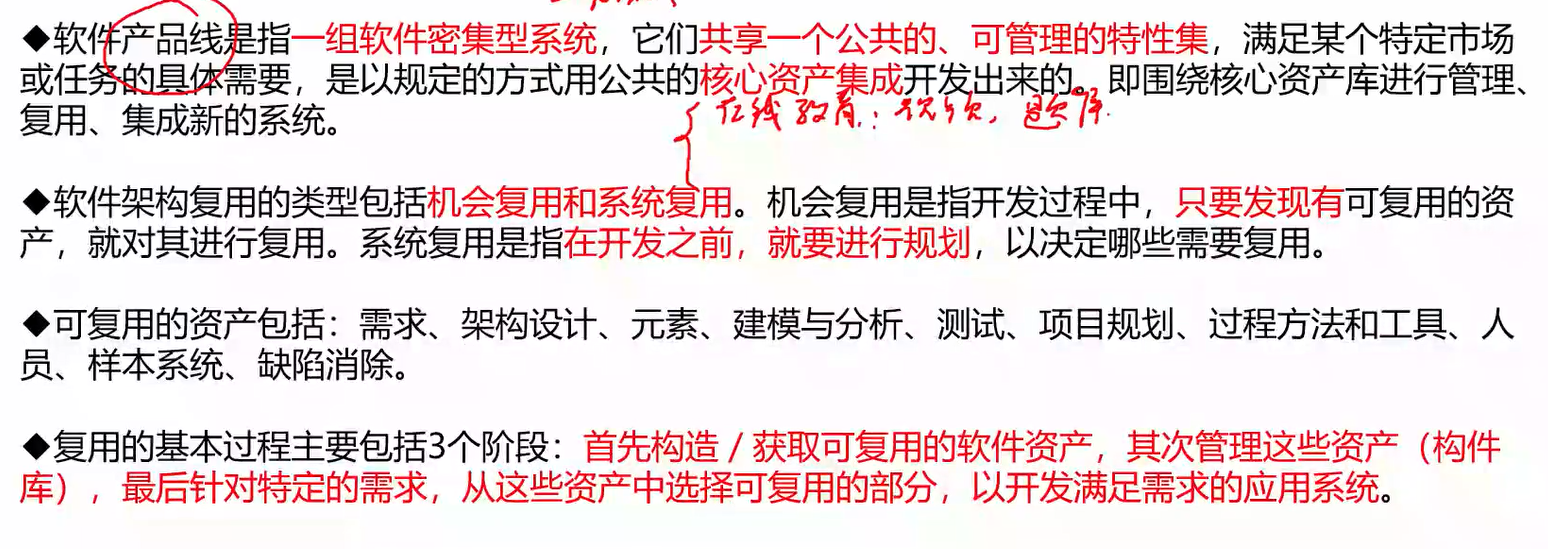 ◆软件产品线是指一组软件密集型系统，它们共享一个公共的、可管理的特性集，满足某个特定市场
或任务的具体需要，是以规定的方式用公共的核心资产集成开发出来的。即围绕核心资产库进行管理、
在线教育：视频，题库
复用、集成新的系统。
◆软件架构复用的类型包括机会复用和系统复用。机会复用是指开发过程中，只要发现有可复用的资
产，就对其进行复用。系统复用是指在开发之前，就要进行规划，以决定哪些需要复用。
◆可复用的资产包括：需求、架构设计、元素、建模与分析、测试、项目规划、过程方法和工具、人
员、样本系统、缺陷消除。
◆复用的基本过程主要包括3个阶段：首先构造/获取可复用的软件资产，其次管理这些资产（构件
库），最后针对特定的需求，从这些资产中选择可复用的部分，以开发满足需求的应用系统。